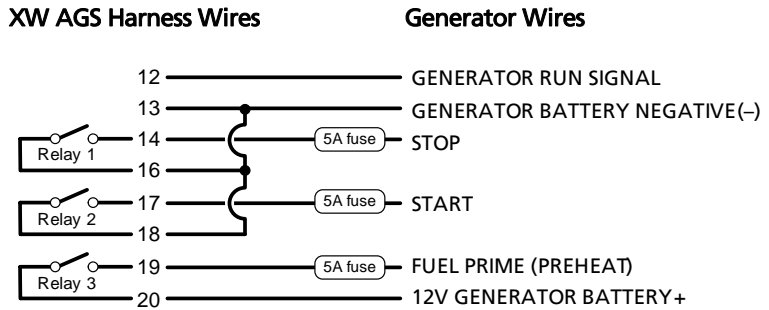 XW AGS Harness Wires Generator Wires
12 GENERATOR RUN SIGNAL
13 GENERATOR BATTERY NEGATIVE(–)
14 5A fuse STOP
Relay 1
16
17 5A fuse START
Relay 2
18
19 5A fuse FUEL PRIME (PREHEAT)
Relay 3
20 12V GENERATOR BATTERY+